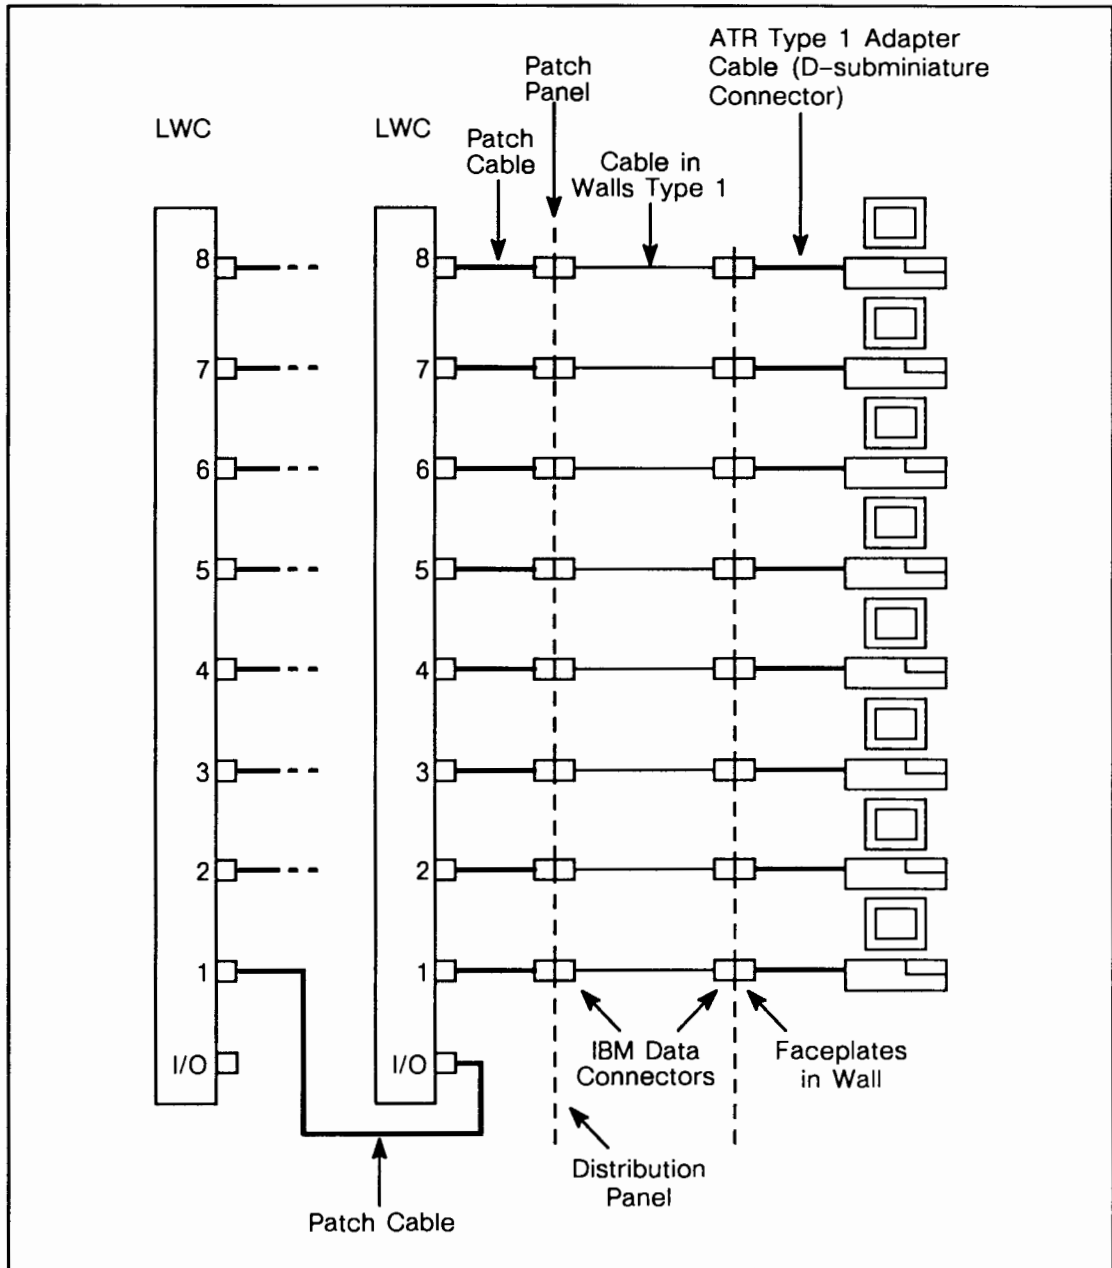 ATR Type 1 Adapter
Cable (D-subminiature
Connector)
Patch
Panel
LWC
LWC
Patch
Cable
Cable in
Walls Type 1
8
8
7
7
6
6
5
5
4
4
3
3
2
2
1
1
I/O
I/O
IBM Data
Connectors
Faceplates
in Wall
Distribution
Panel
Patch Cable